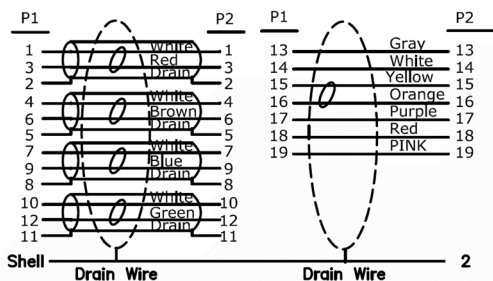 P1 P2 P1 P2
1 White 1 13 Gray 13
3 Red 3 14 White 14
2 Drain 2 15 Yellow 15
4 White 4 16 Orange 16
6 Brown 6 17 Purple 17
5 Drain 5 18 Red 18
7 White 7 19 PINK 19
9 Blue 9
8 Drain 8
10 White 10
12 Green 12
11 Drain 11
Shell 2
Drain Wire Drain Wire